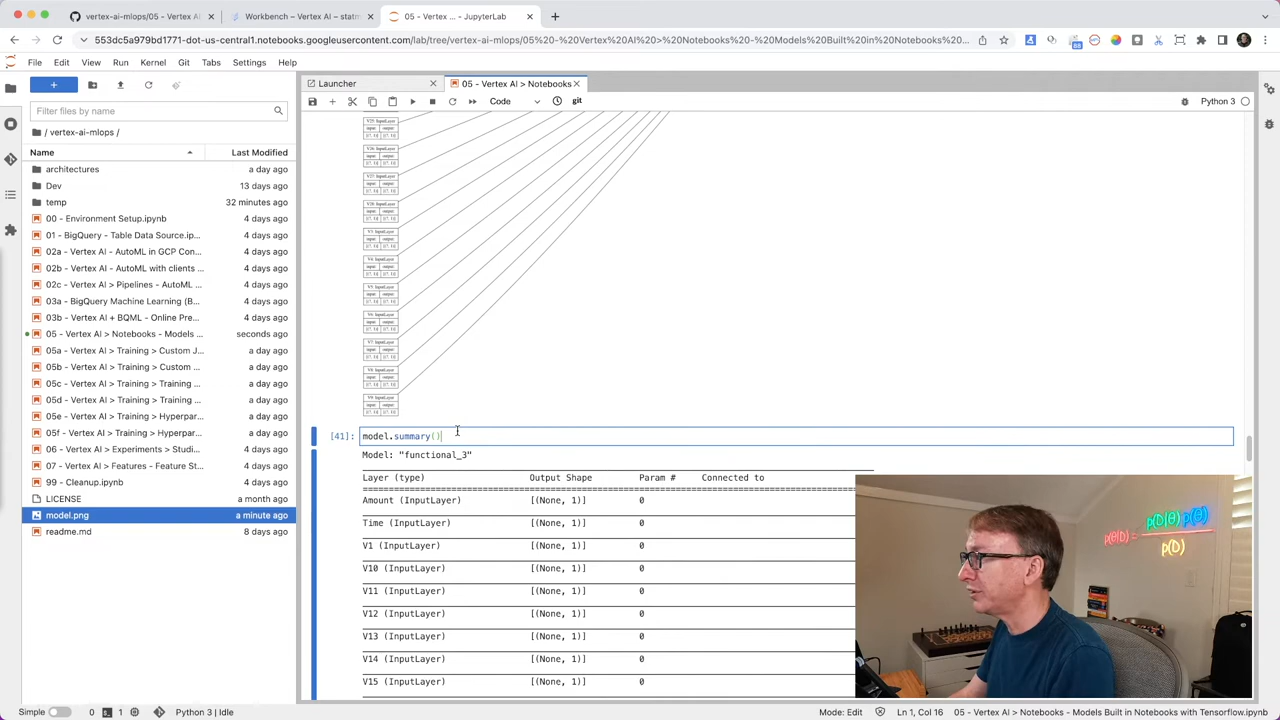 vertex-ai-mlops/05 - Vertex AI
Workbench – Vertex AI – statm
05 - Vertex ... - JupyterLab
553dc5a979bd1771-dot-us-central1.notebooks.googleusercontent.com/lab/tree/vertex-ai-mlops/05%20-%20Vertex%20AI%20>%20Notebooks%20-%20Models%20Built%20in%20Notebooks%20...
File Edit View Run Kernel Git Tabs Settings Help
Launcher
05 - Vertex AI > Notebooks
Code
git
Python 3
Filter files by name
/ vertex-ai-mlops /
Name Last Modified
architectures a day ago
Dev 13 days ago
temp 32 minutes ago
00 - Environment Setup.ipynb 4 days ago
01 - BigQuery - Table Data Source.ip... 4 days ago
02a - Vertex AI - AutoML in GCP Con... 4 days ago
02b - Vertex AI - AutoML with clients ... 4 days ago
02c - Vertex AI > Pipelines - AutoML ... 4 days ago
03a - BigQuery Machine Learning (B... 4 days ago
03b - Vertex AI + BQML - Online Pre... 4 days ago
05 - Vertex AI > Notebooks - Models ... seconds ago
05a - Vertex AI > Training > Custom J... a day ago
05b - Vertex AI > Training > Custom ... a day ago
05c - Vertex AI > Training > Training ... a day ago
05d - Vertex AI > Training > Custom ... a day ago
05e - Vertex AI > Training > Hyperpar... a day ago
05f - Vertex AI > Training > Hyperpar... a day ago
06 - Vertex AI > Experiments > Studi... 4 days ago
07 - Vertex AI > Features - Feature St... 4 days ago
99 - Cleanup.ipynb 4 days ago
LICENSE a month ago
model.png a minute ago
readme.md 8 days ago
[41]: model.summary()
Model: "functional_3"
Layer (type) Output Shape Param # Connected to
Amount (InputLayer) [(None, 1)] 0
Time (InputLayer) [(None, 1)] 0
V1 (InputLayer) [(None, 1)] 0
V10 (InputLayer) [(None, 1)] 0
V11 (InputLayer) [(None, 1)] 0
V12 (InputLayer) [(None, 1)] 0
V13 (InputLayer) [(None, 1)] 0
V14 (InputLayer) [(None, 1)] 0
V15 (InputLayer) [(None, 1)] 0
p(D|θ) p(θ)
p(θ|D) =
p(D)
Simple 0 1 Python 3 | Idle Mode: Edit Ln 1, Col 16 05 - Vertex AI > Notebooks - Models Built in Notebooks with Tensorflow.ipynb